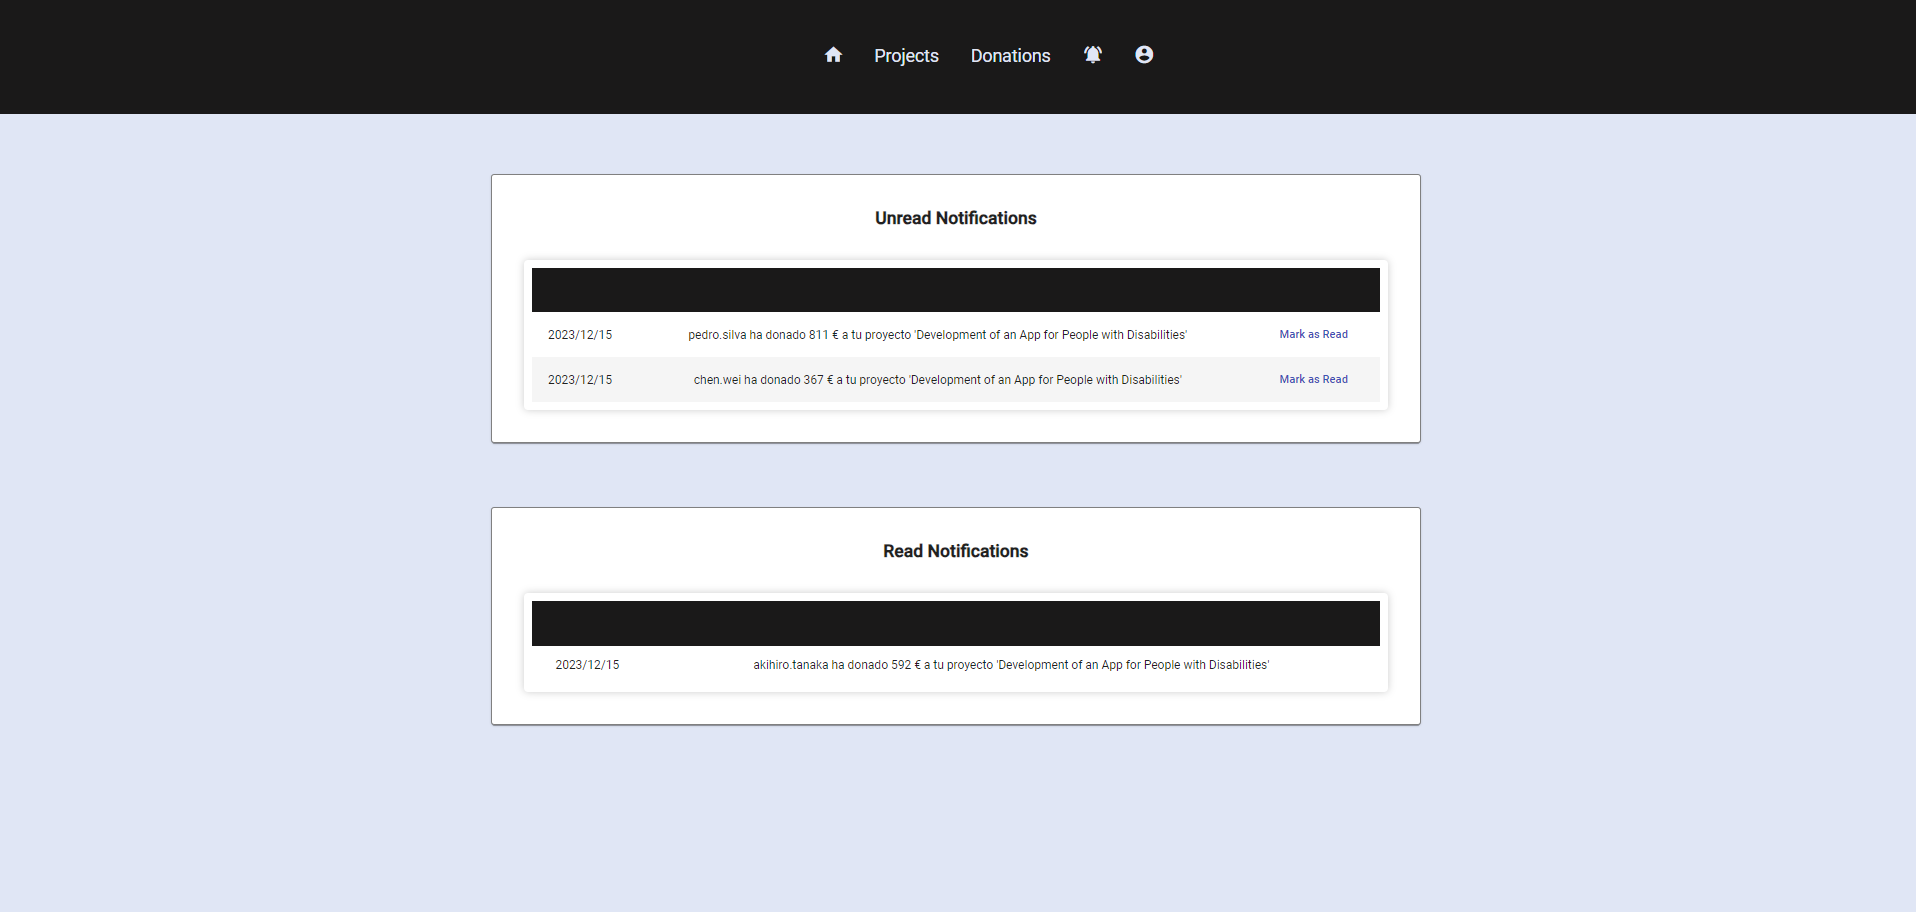 Projects Donations
Unread Notifications
2023/12/15 pedro.silva ha donado 811 € a tu proyecto 'Development of an App for People with Disabilities' Mark as Read
2023/12/15 chen.wei ha donado 367 € a tu proyecto 'Development of an App for People with Disabilities' Mark as Read
Read Notifications
2023/12/15 akihiro.tanaka ha donado 592 € a tu proyecto 'Development of an App for People with Disabilities'